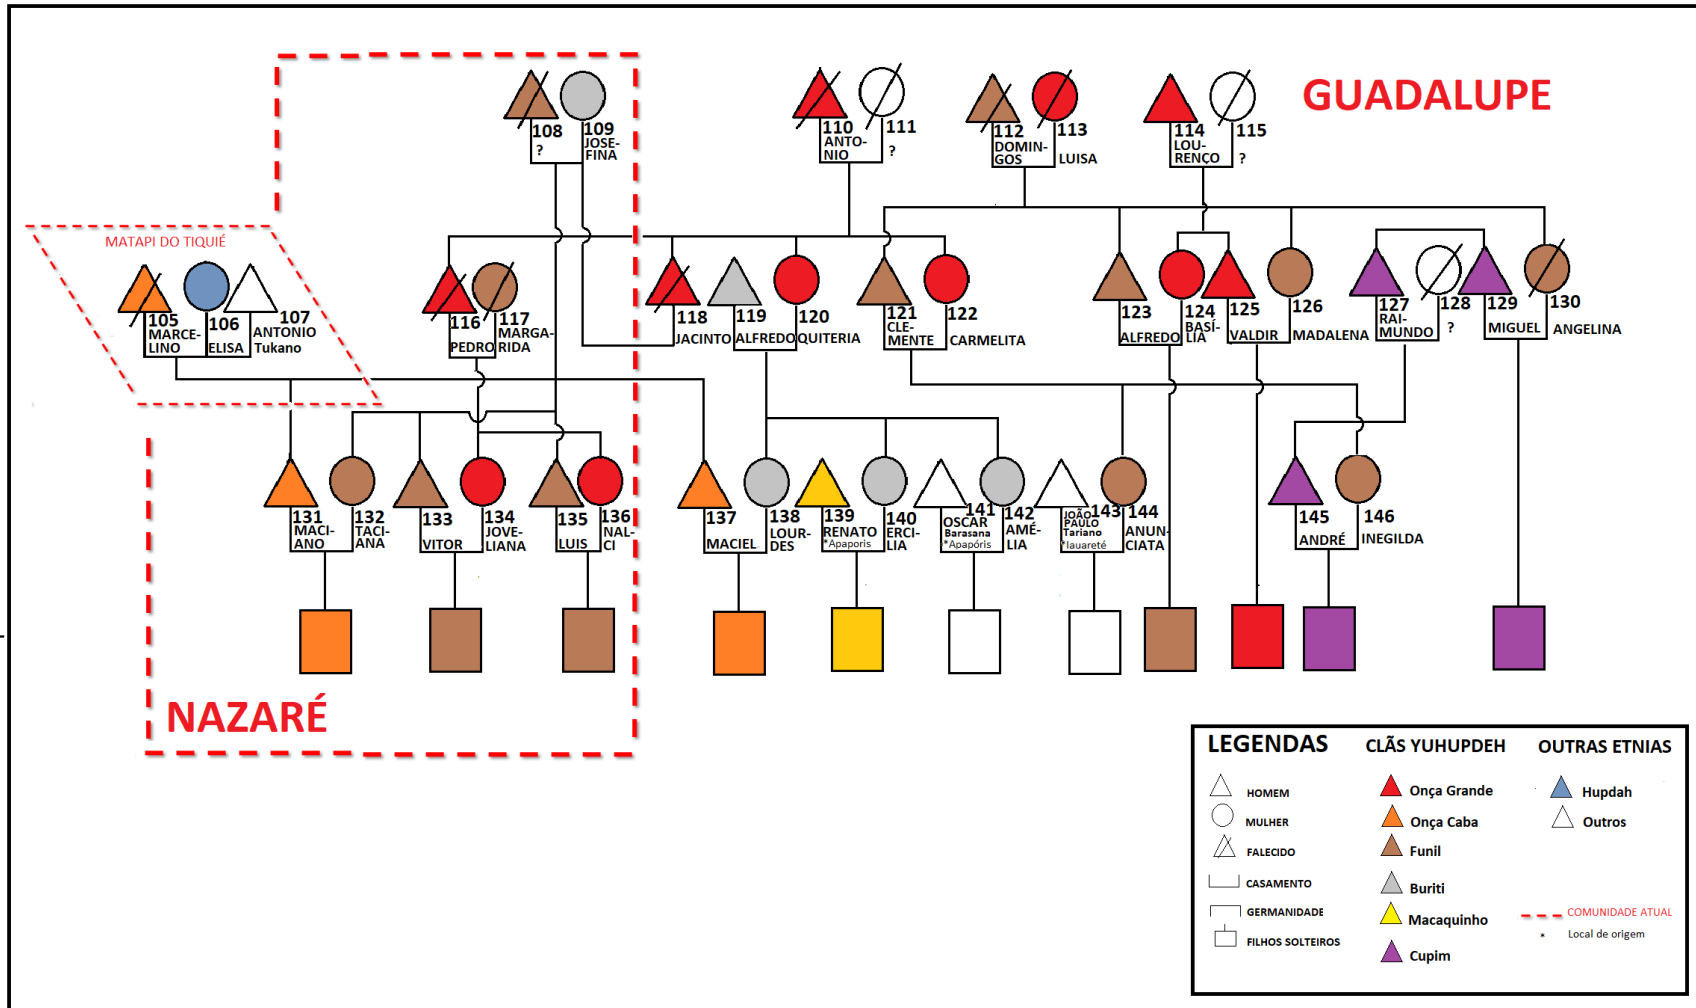 GUADALUPE
108
?
109
JOSE-
FINA
110
ANTO-
NIO
111
?
112
DOMIN-
GOS
113
LUISA
114
LOU-
RENÇO
115
?
MATAPI DO TIQUIÉ
105
MARCE-
LINO
106
ELISA
107
ANTONIO
Tukano
116
PEDRO
117
MARGA-
RIDA
118
JACINTO
119
ALFREDO
120
QUITERIA
121
CLE-
MENTE
122
CARMELITA
123
ALFREDO
124
BASÍ-
LIA
125
VALDIR
126
MADALENA
127
RAI-
MUNDO
128
?
129
MIGUEL
130
ANGELINA
131
MACI-
ANO
132
TACI-
ANA
133
VITOR
134
JOVE-
LIANA
135
LUIS
136
NAL-
CI
137
MACIEL
138
LOUR-
DES
139
RENATO
*Apaporis
140
ERCI-
LIA
141
OSCAR
Barasana
*Apapóris
142
AMÉ-
LIA
143
JOÃO
PAULO
Tariano
*Iauareté
144
ANUN-
CIATA
145
ANDRÉ
146
INEGILDA
NAZARÉ
LEGENDAS
HOMEM
MULHER
FALECIDO
CASAMENTO
GERMANIDADE
FILHOS SOLTEIROS
CLÃS YUHUPDEH
Onça Grande
Onça Caba
Funil
Buriti
Macaquinho
Cupim
OUTRAS ETNIAS
Hupdah
Outros
COMUNIDADE ATUAL
* Local de origem